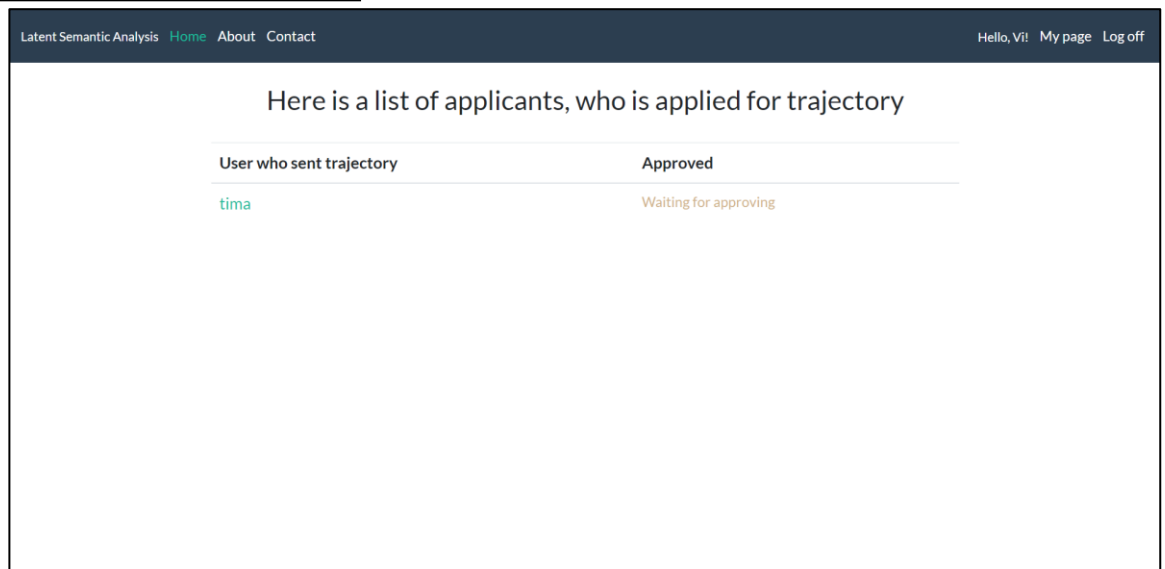 Latent Semantic Analysis Home About Contact Hello, Vi! My page Log off
Here is a list of applicants, who is applied for trajectory
User who sent trajectory Approved
tima Waiting for approving